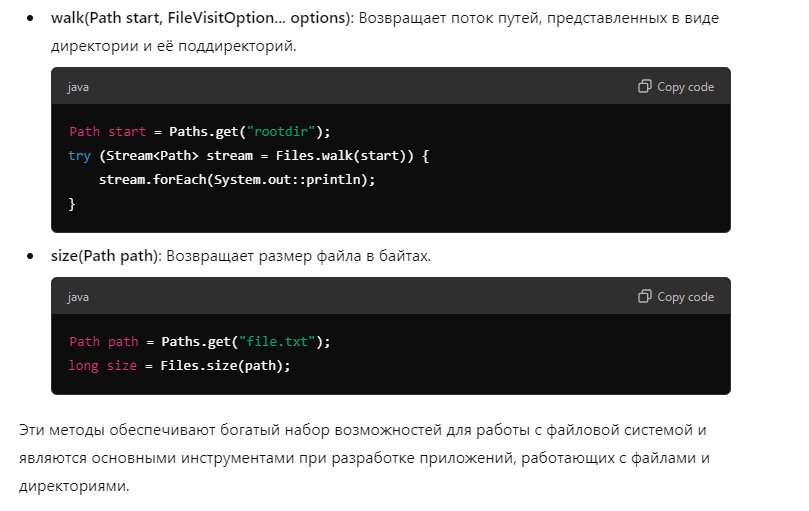 • walk(Path start, FileVisitOption... options): Возвращает поток путей, представленных в виде
директории и её поддиректорий.
java Copy code
Path start = Paths.get("rootdir");
try (Stream<Path> stream = Files.walk(start)) {
    stream.forEach(System.out::println);
}
• size(Path path): Возвращает размер файла в байтах.
java Copy code
Path path = Paths.get("file.txt");
long size = Files.size(path);
Эти методы обеспечивают богатый набор возможностей для работы с файловой системой и
являются основными инструментами при разработке приложений, работающих с файлами и
директориями.